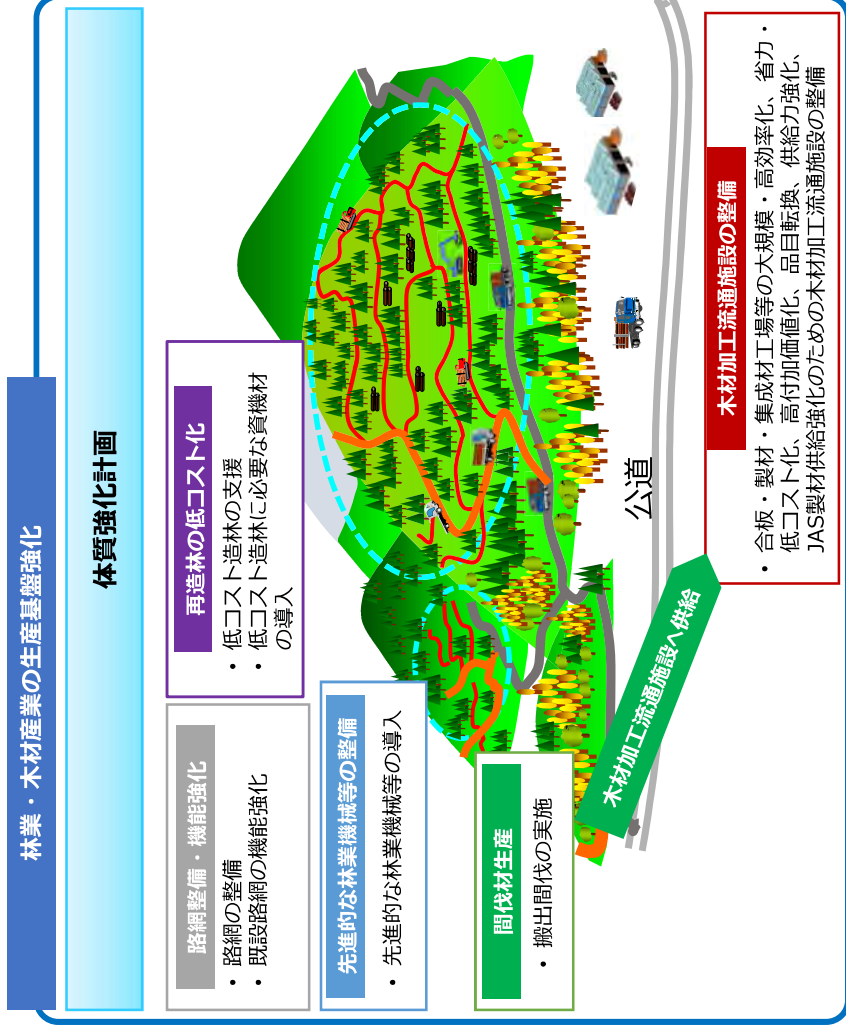 林業・木材産業の生産基盤強化
体質強化計画
路網整備・機能強化
• 路網の整備
• 既設路網の機能強化
再造林の低コスト化
• 低コスト造林の支援
• 低コスト造林に必要な資機材
の導入
先進的な林業機械等の整備
• 先進的な林業機械等の導入
間伐材生産
• 搬出間伐の実施
木材加工流通施設へ供給
公道
木材加工流通施設の整備
• 合板・製材・集成材工場等の大規模・高効率化、省力・
低コスト化、高付加価値化、品目転換、供給力強化、
JAS製材供給強化のための木材加工流通施設の整備